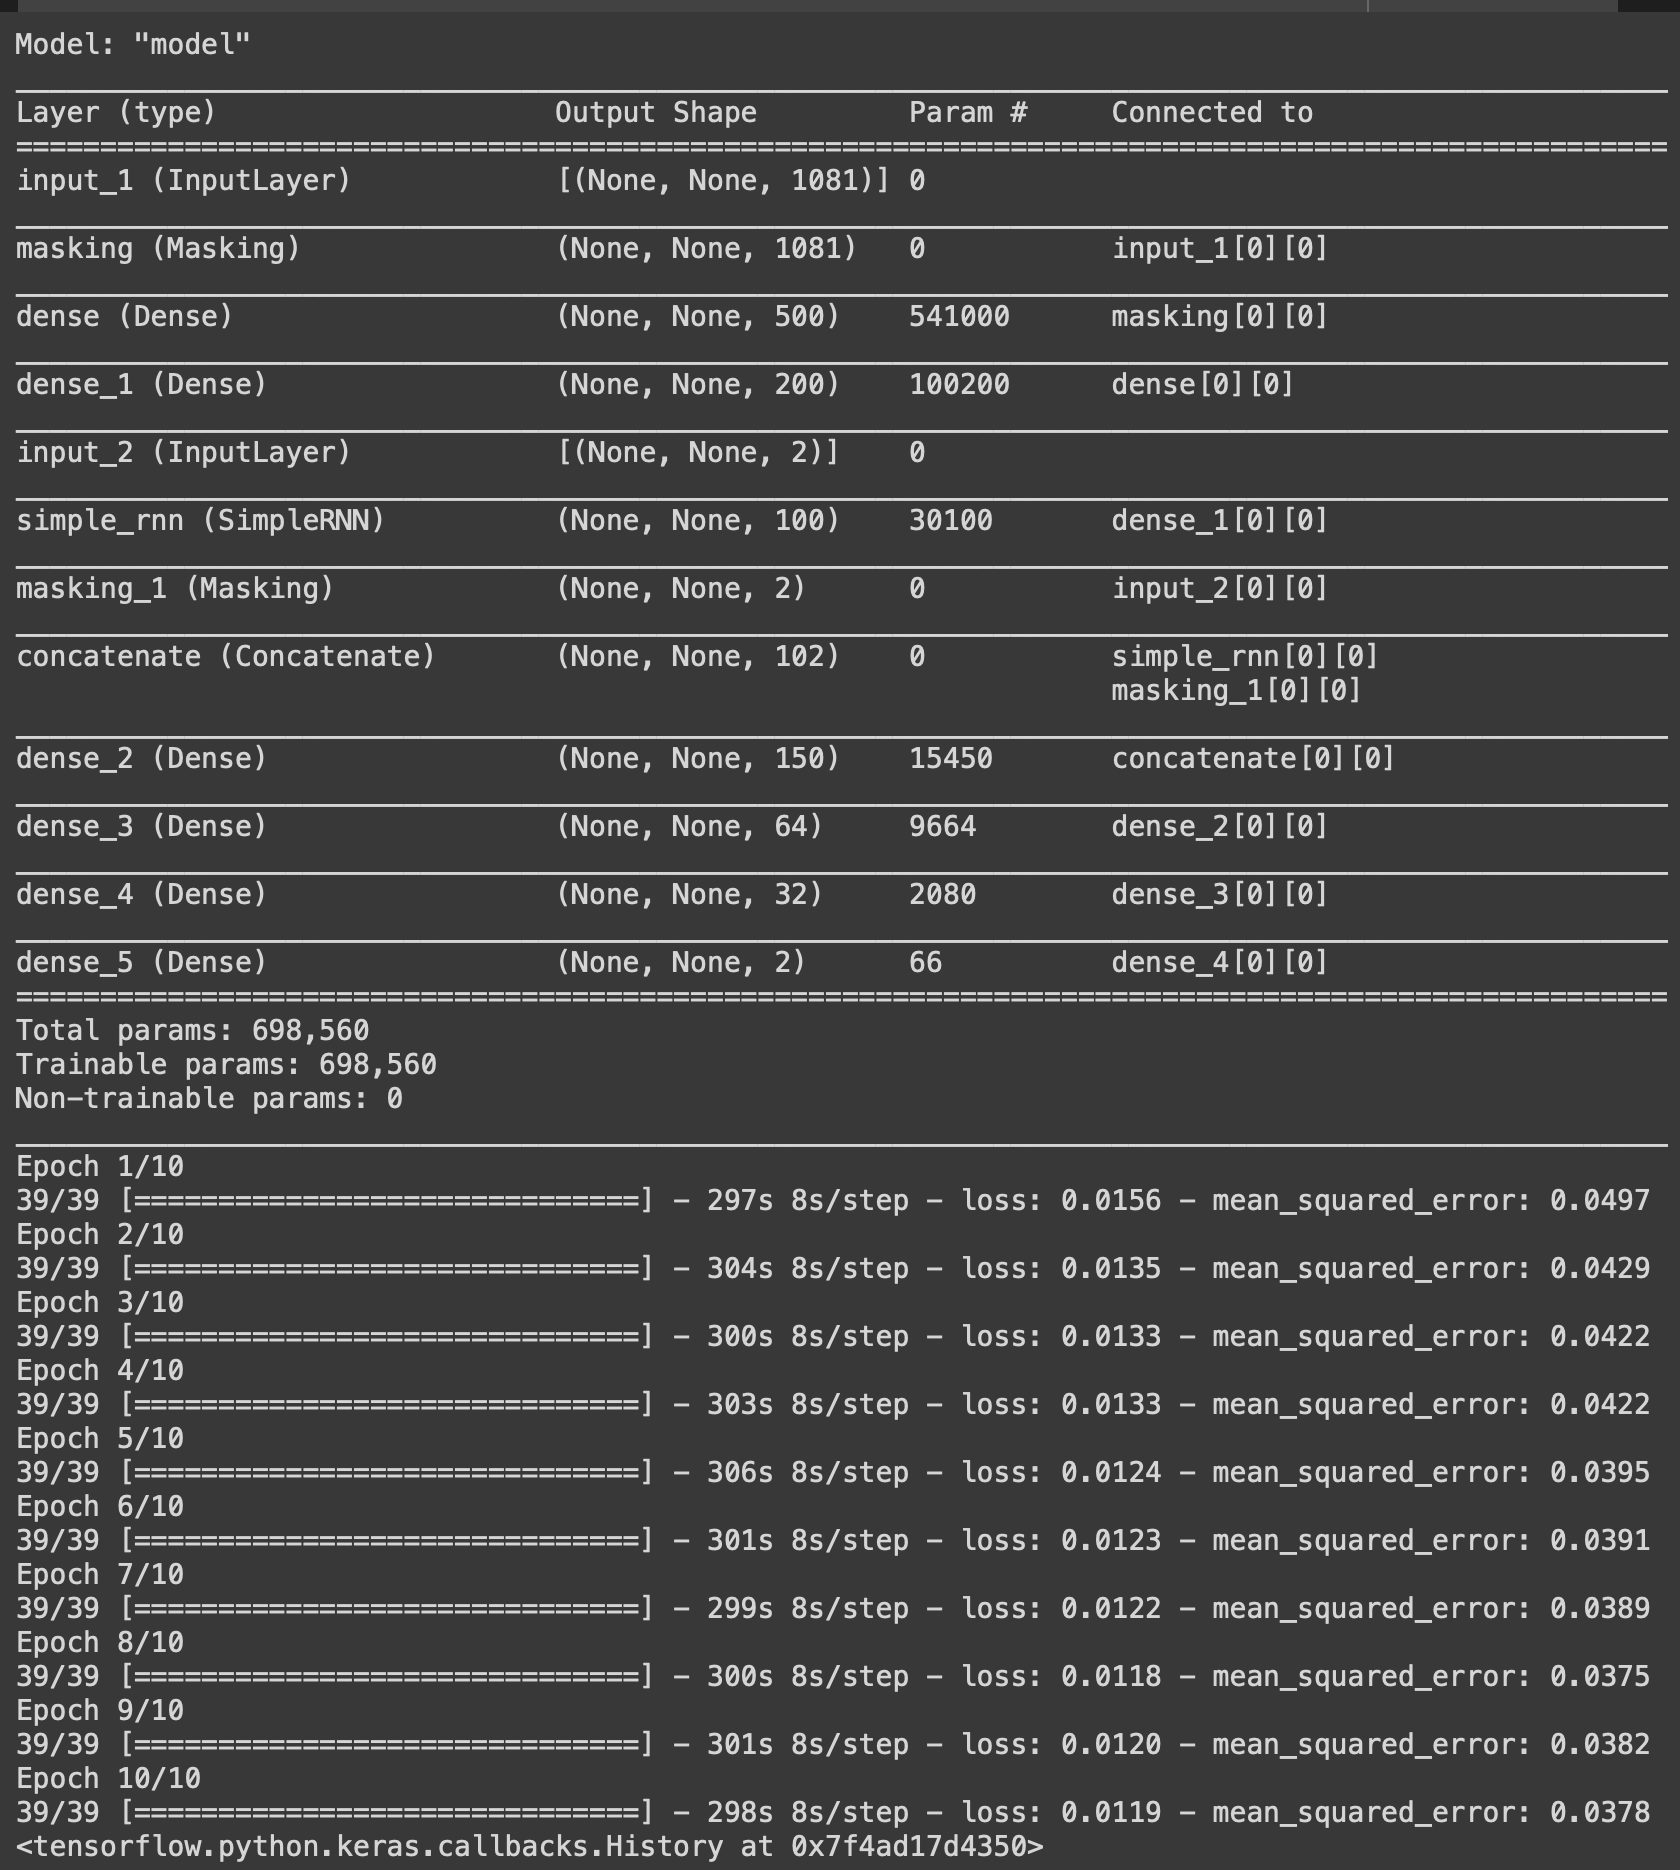 Model: "model"
Layer (type) Output Shape Param # Connected to
==================================================================================================
input_1 (InputLayer) [(None, None, 1081)] 0
masking (Masking) (None, None, 1081) 0 input_1[0][0]
dense (Dense) (None, None, 500) 541000 masking[0][0]
dense_1 (Dense) (None, None, 200) 100200 dense[0][0]
input_2 (InputLayer) [(None, None, 2)] 0
simple_rnn (SimpleRNN) (None, None, 100) 30100 dense_1[0][0]
masking_1 (Masking) (None, None, 2) 0 input_2[0][0]
concatenate (Concatenate) (None, None, 102) 0 simple_rnn[0][0]
masking_1[0][0]
dense_2 (Dense) (None, None, 150) 15450 concatenate[0][0]
dense_3 (Dense) (None, None, 64) 9664 dense_2[0][0]
dense_4 (Dense) (None, None, 32) 2080 dense_3[0][0]
dense_5 (Dense) (None, None, 2) 66 dense_4[0][0]
==================================================================================================
Total params: 698,560
Trainable params: 698,560
Non-trainable params: 0
Epoch 1/10
39/39 [==============================] - 297s 8s/step - loss: 0.0156 - mean_squared_error: 0.0497
Epoch 2/10
39/39 [==============================] - 304s 8s/step - loss: 0.0135 - mean_squared_error: 0.0429
Epoch 3/10
39/39 [==============================] - 300s 8s/step - loss: 0.0133 - mean_squared_error: 0.0422
Epoch 4/10
39/39 [==============================] - 303s 8s/step - loss: 0.0133 - mean_squared_error: 0.0422
Epoch 5/10
39/39 [==============================] - 306s 8s/step - loss: 0.0124 - mean_squared_error: 0.0395
Epoch 6/10
39/39 [==============================] - 301s 8s/step - loss: 0.0123 - mean_squared_error: 0.0391
Epoch 7/10
39/39 [==============================] - 299s 8s/step - loss: 0.0122 - mean_squared_error: 0.0389
Epoch 8/10
39/39 [==============================] - 300s 8s/step - loss: 0.0118 - mean_squared_error: 0.0375
Epoch 9/10
39/39 [==============================] - 301s 8s/step - loss: 0.0120 - mean_squared_error: 0.0382
Epoch 10/10
39/39 [==============================] - 298s 8s/step - loss: 0.0119 - mean_squared_error: 0.0378
<tensorflow.python.keras.callbacks.History at 0x7f4ad17d4350>